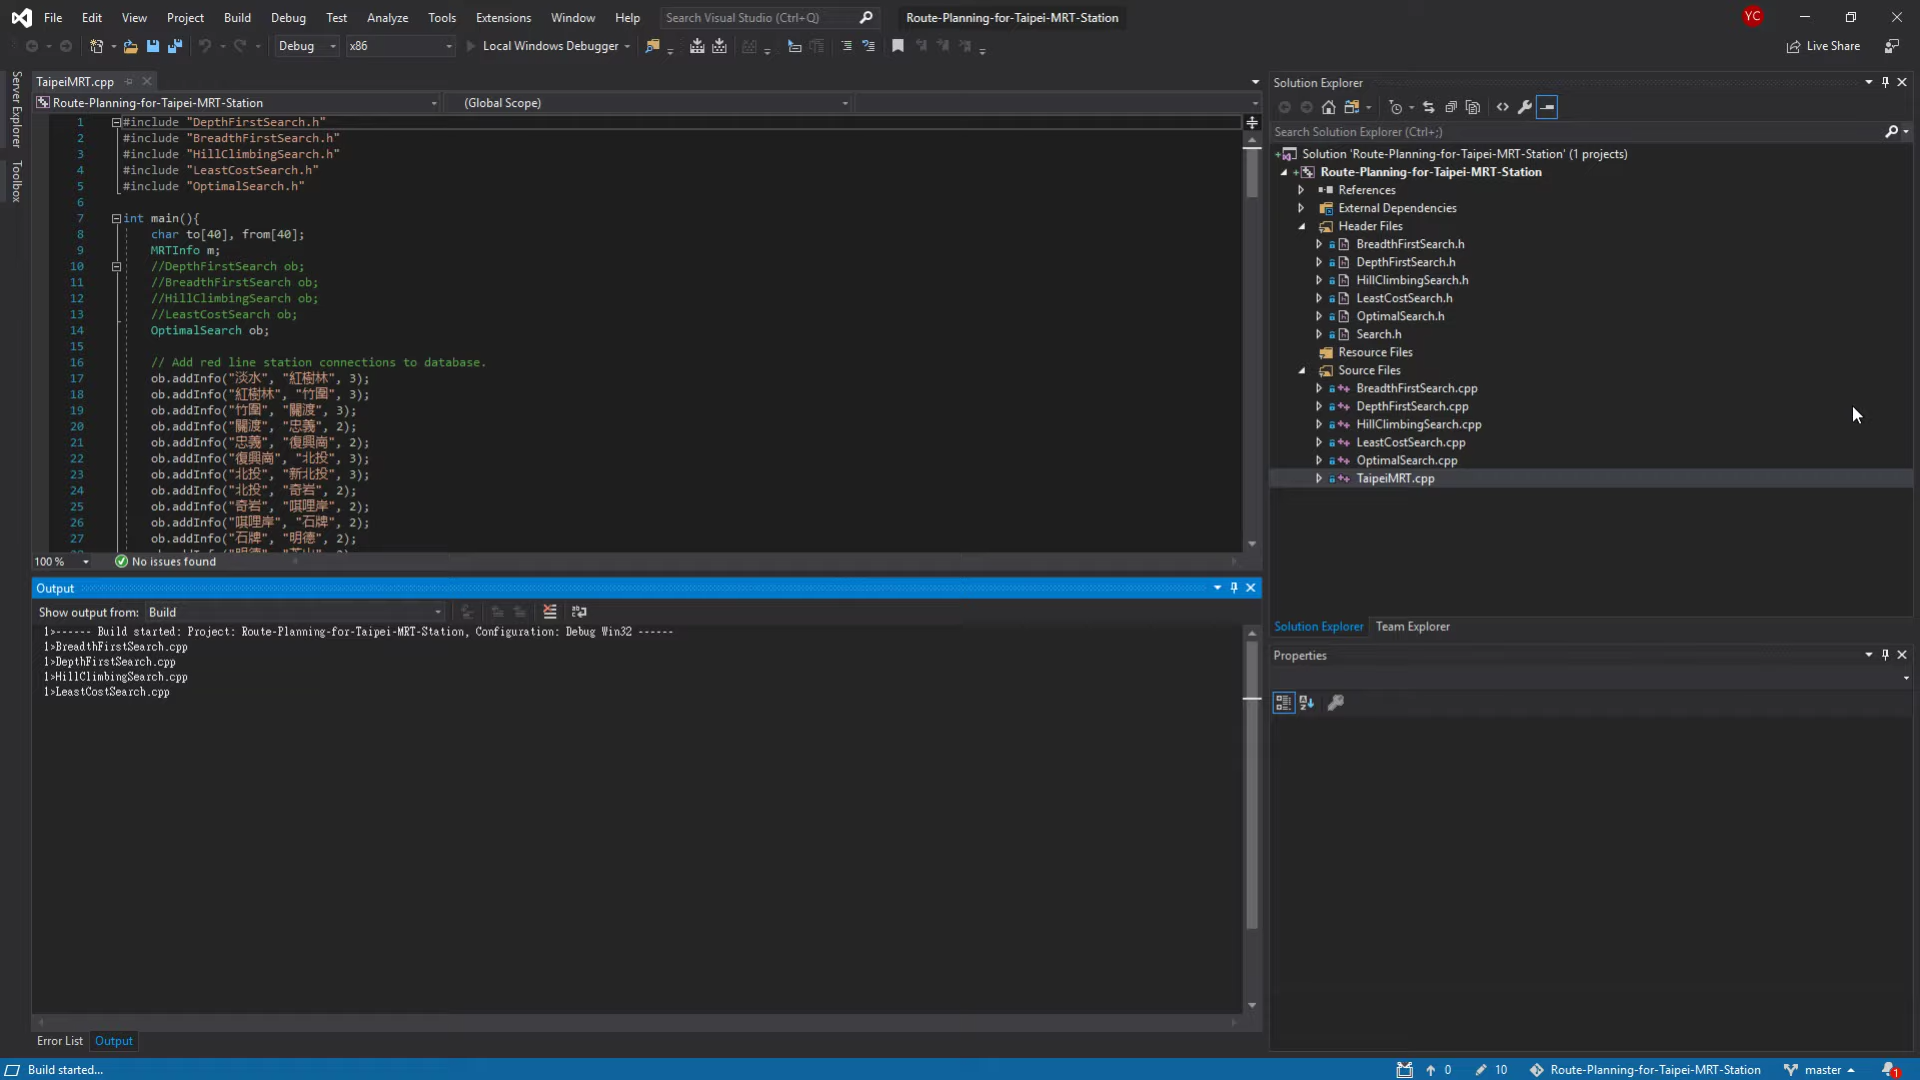 File Edit View Project Build Debug Test Analyze Tools Extensions Window Help Search Visual Studio (Ctrl+Q) Route-Planning-for-Taipei-MRT-Station YC
Debug x86 Local Windows Debugger Live Share
Server Explorer
Toolbox
TaipeiMRT.cpp
Route-Planning-for-Taipei-MRT-Station (Global Scope)
1 #include "DepthFirstSearch.h"
2 #include "BreadthFirstSearch.h"
3 #include "HillClimbingSearch.h"
4 #include "LeastCostSearch.h"
5 #include "OptimalSearch.h"
6
7 int main(){
8 char to[40], from[40];
9 MRTInfo m;
10 //DepthFirstSearch ob;
11 //BreadthFirstSearch ob;
12 //HillClimbingSearch ob;
13 //LeastCostSearch ob;
14 OptimalSearch ob;
15
16 // Add red line station connections to database.
17 ob.addInfo("淡水", "紅樹林", 3);
18 ob.addInfo("紅樹林", "竹圍", 3);
19 ob.addInfo("竹圍", "關渡", 3);
20 ob.addInfo("關渡", "忠義", 2);
21 ob.addInfo("忠義", "復興崗", 2);
22 ob.addInfo("復興崗", "北投", 3);
23 ob.addInfo("北投", "新北投", 3);
24 ob.addInfo("北投", "奇岩", 2);
25 ob.addInfo("奇岩", "唭哩岸", 2);
26 ob.addInfo("唭哩岸", "石牌", 2);
27 ob.addInfo("石牌", "明德", 2);
100 % No issues found
Output
Show output from: Build
1>------ Build started: Project: Route-Planning-for-Taipei-MRT-Station, Configuration: Debug Win32 ------
1>BreadthFirstSearch.cpp
1>DepthFirstSearch.cpp
1>HillClimbingSearch.cpp
1>LeastCostSearch.cpp
Error List Output
Solution Explorer
Search Solution Explorer (Ctrl+;)
Solution 'Route-Planning-for-Taipei-MRT-Station' (1 projects)
Route-Planning-for-Taipei-MRT-Station
References
External Dependencies
Header Files
BreadthFirstSearch.h
DepthFirstSearch.h
HillClimbingSearch.h
LeastCostSearch.h
OptimalSearch.h
Search.h
Resource Files
Source Files
BreadthFirstSearch.cpp
DepthFirstSearch.cpp
HillClimbingSearch.cpp
LeastCostSearch.cpp
OptimalSearch.cpp
TaipeiMRT.cpp
Solution Explorer Team Explorer
Properties
Build started... 0 10 Route-Planning-for-Taipei-MRT-Station master 1